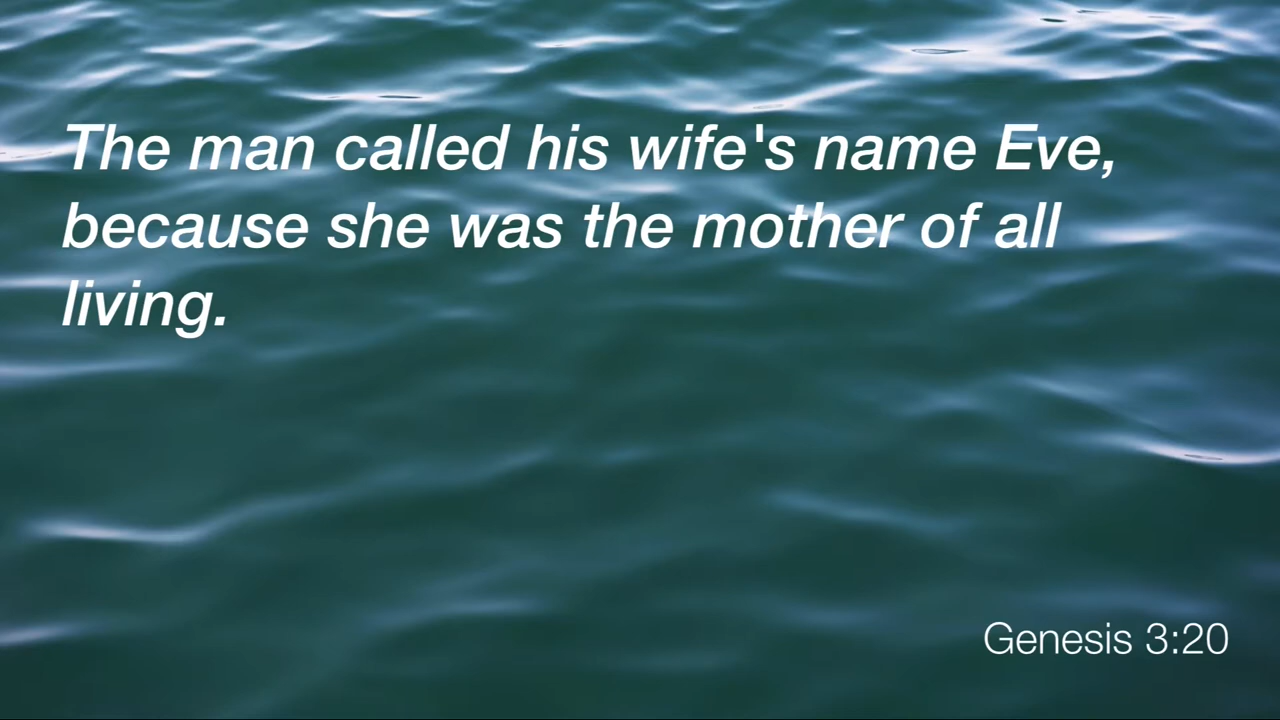 The man called his wife's name Eve,
because she was the mother of all
living.
Genesis 3:20